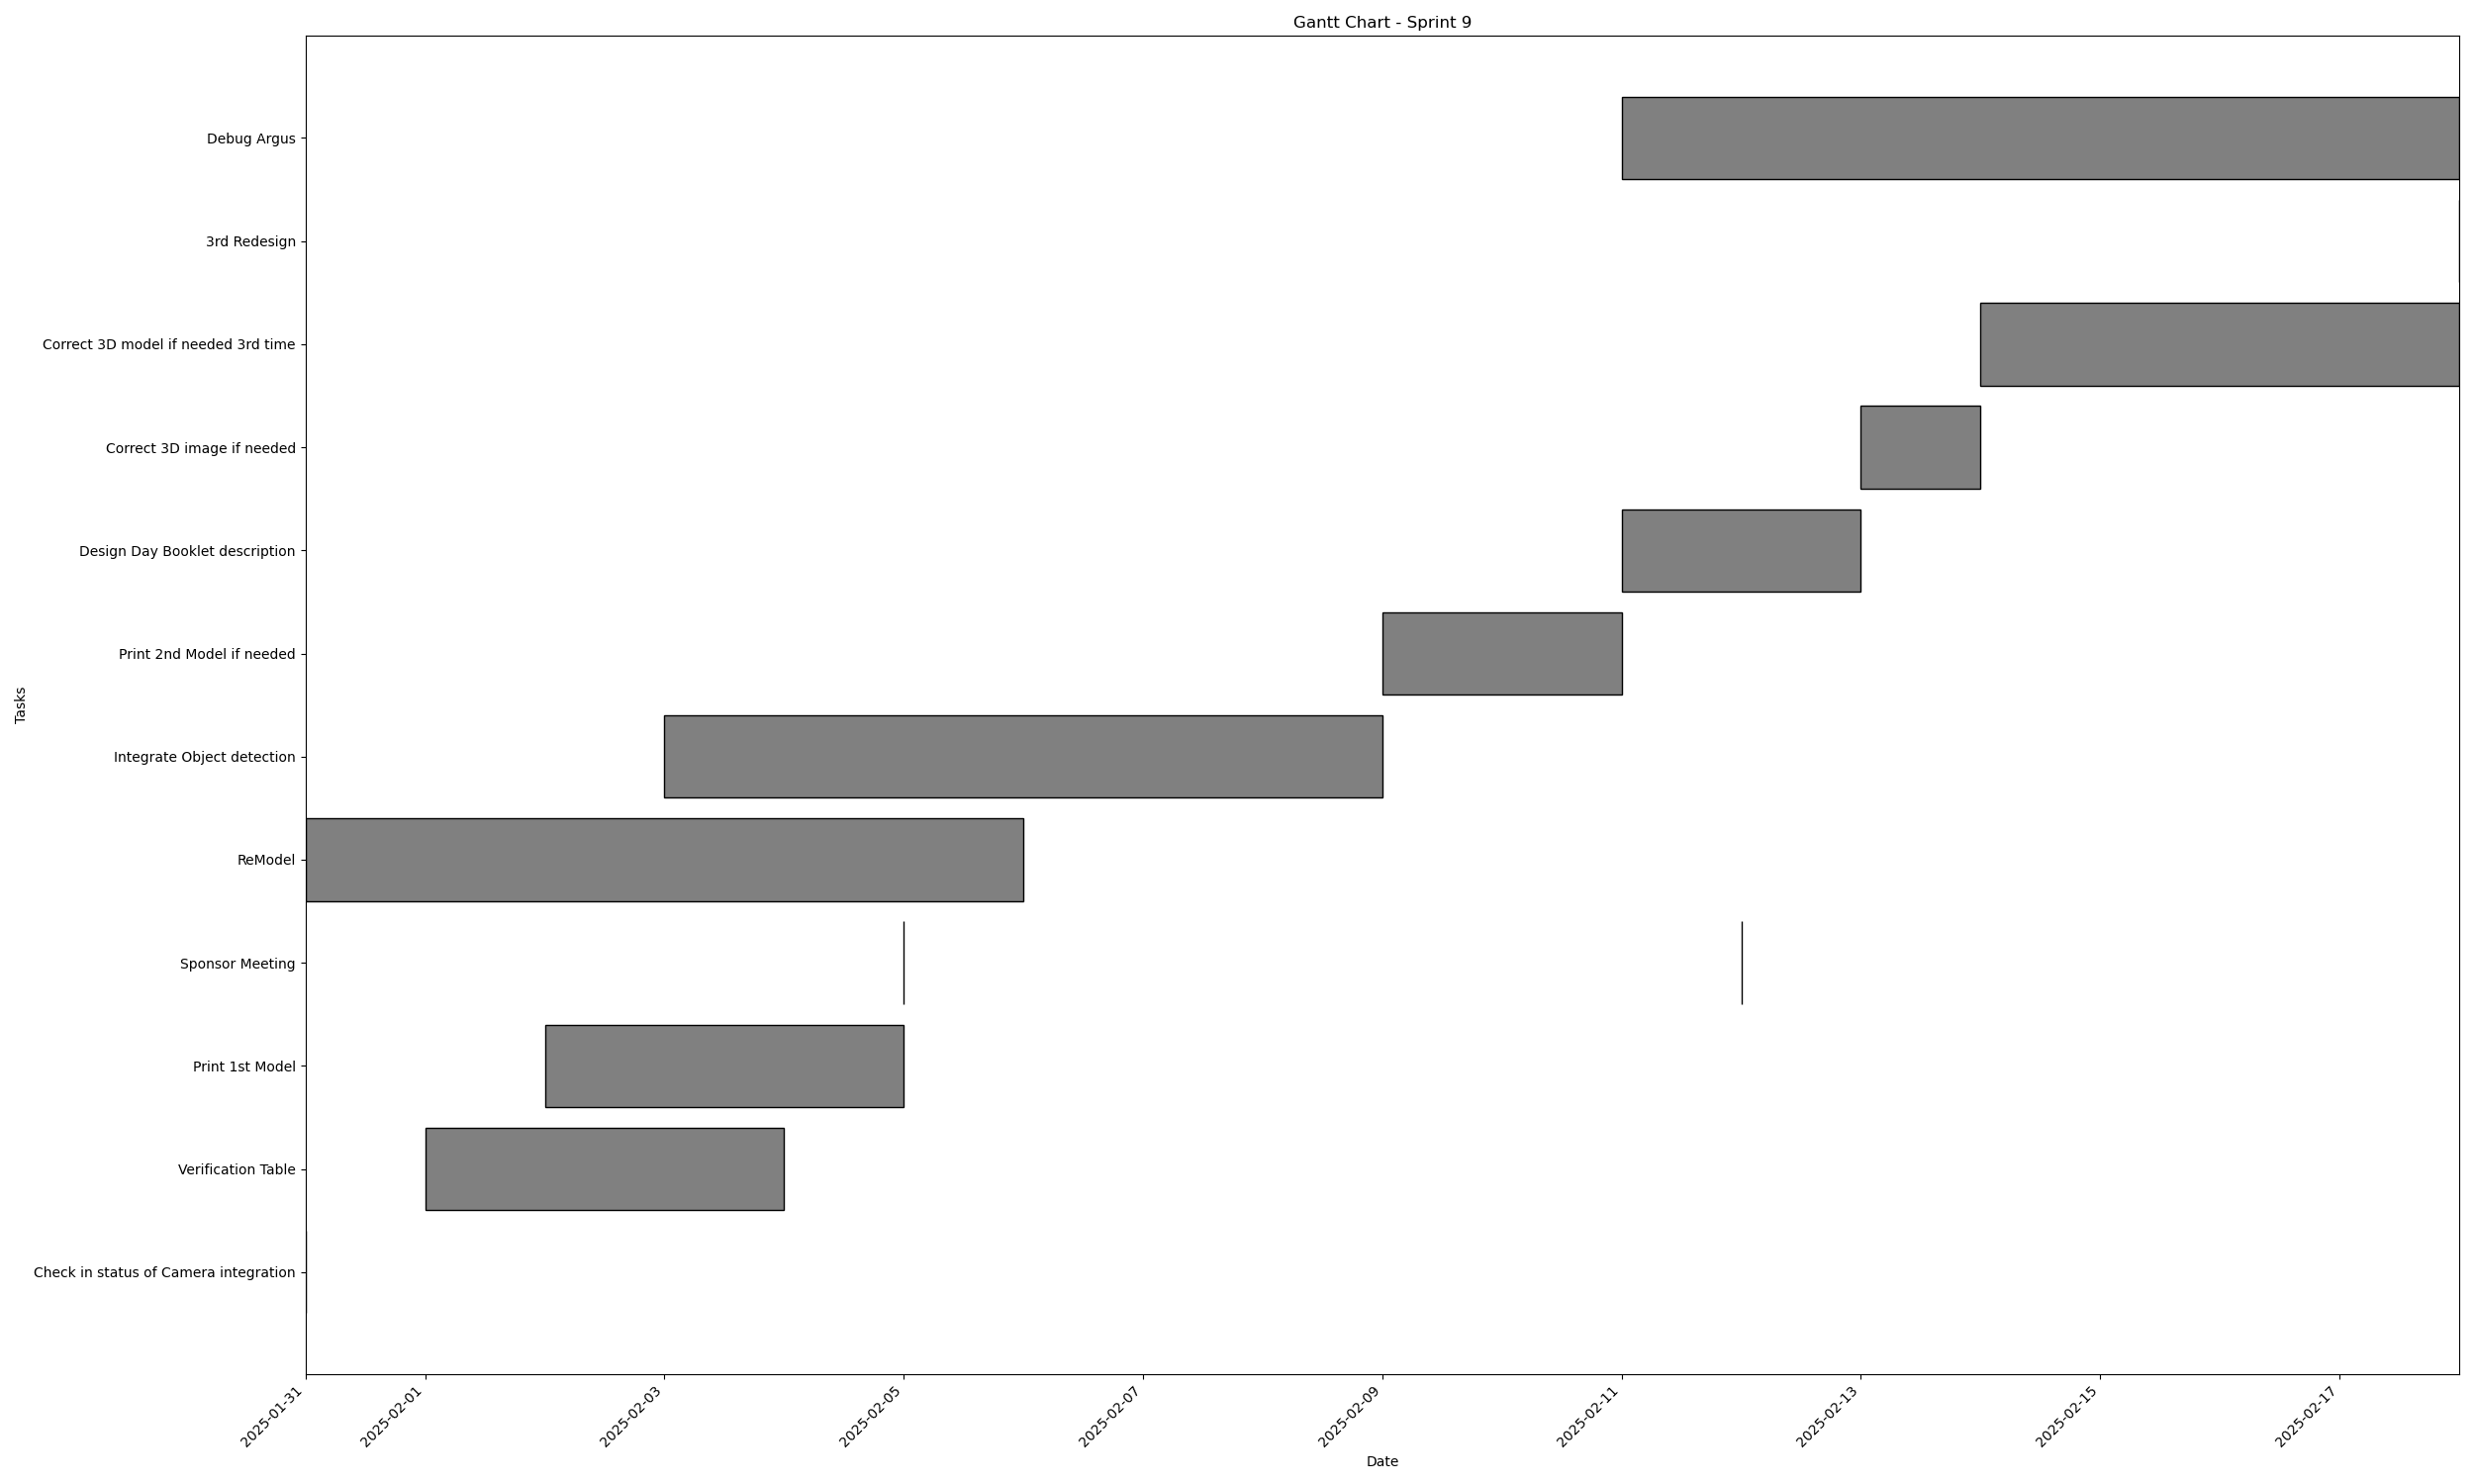 Gantt Chart - Sprint 9
Debug Argus
3rd Redesign
Correct 3D model if needed 3rd time
Correct 3D image if needed
Design Day Booklet description
Print 2nd Model if needed
Tasks
Integrate Object detection
ReModel
Sponsor Meeting
Print 1st Model
Verification Table
Check in status of Camera integration
2025-01-31
2025-02-01
2025-02-03
2025-02-05
2025-02-07
2025-02-09
2025-02-11
2025-02-13
2025-02-15
2025-02-17
Date